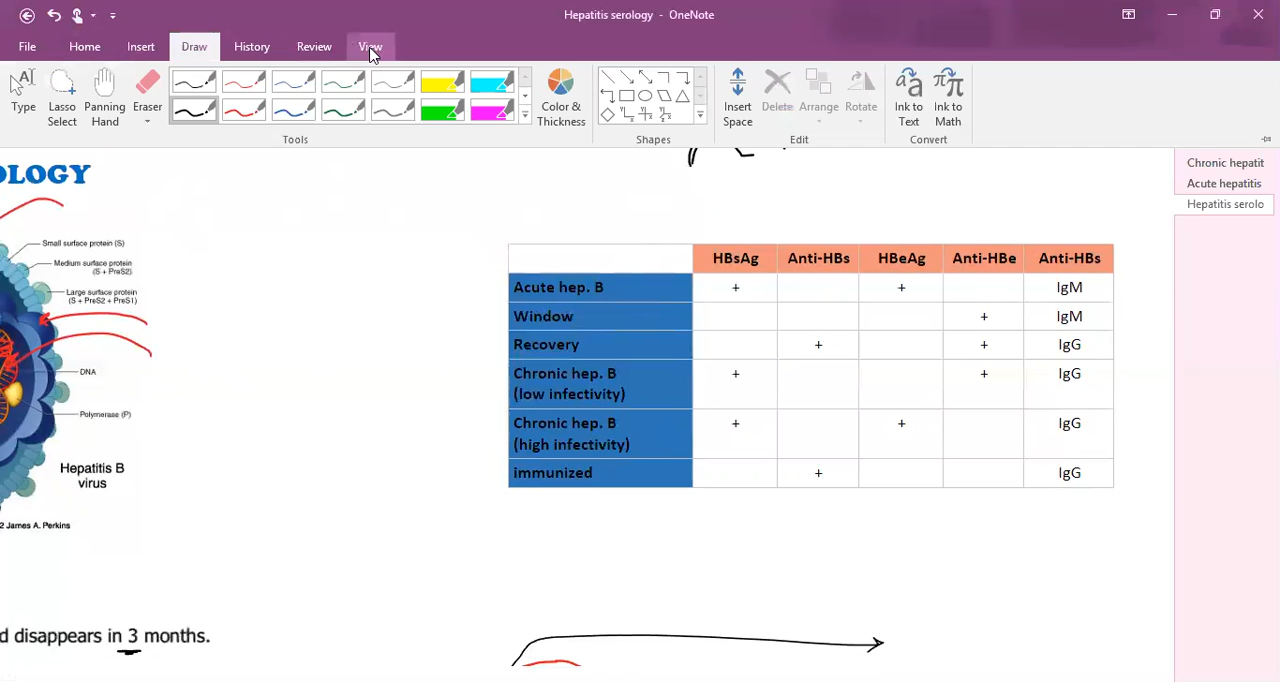 Hepatitis serology - OneNote
File Home Insert Draw History Review View
Type
Lasso Select
Panning Hand
Eraser
Color & Thickness
Insert Space
Delete
Arrange
Rotate
Ink to Text
Ink to Math
Tools Shapes Edit Convert
OLOGY
Chronic hepatit
Acute hepatitis
Hepatitis serolo
Small surface protein (S)
Medium surface protein
(S + PreS2)
Large surface protein
(S + PreS2 + PreS1)
DNA
Polymerase (P)
Hepatitis B
virus
2 James A. Perkins
HBsAg Anti-HBs HBeAg Anti-HBe Anti-HBs
Acute hep. B + + IgM
Window + IgM
Recovery + + IgG
Chronic hep. B
(low infectivity) + + IgG
Chronic hep. B
(high infectivity) + + IgG
immunized + IgG
d disappears in 3 months.